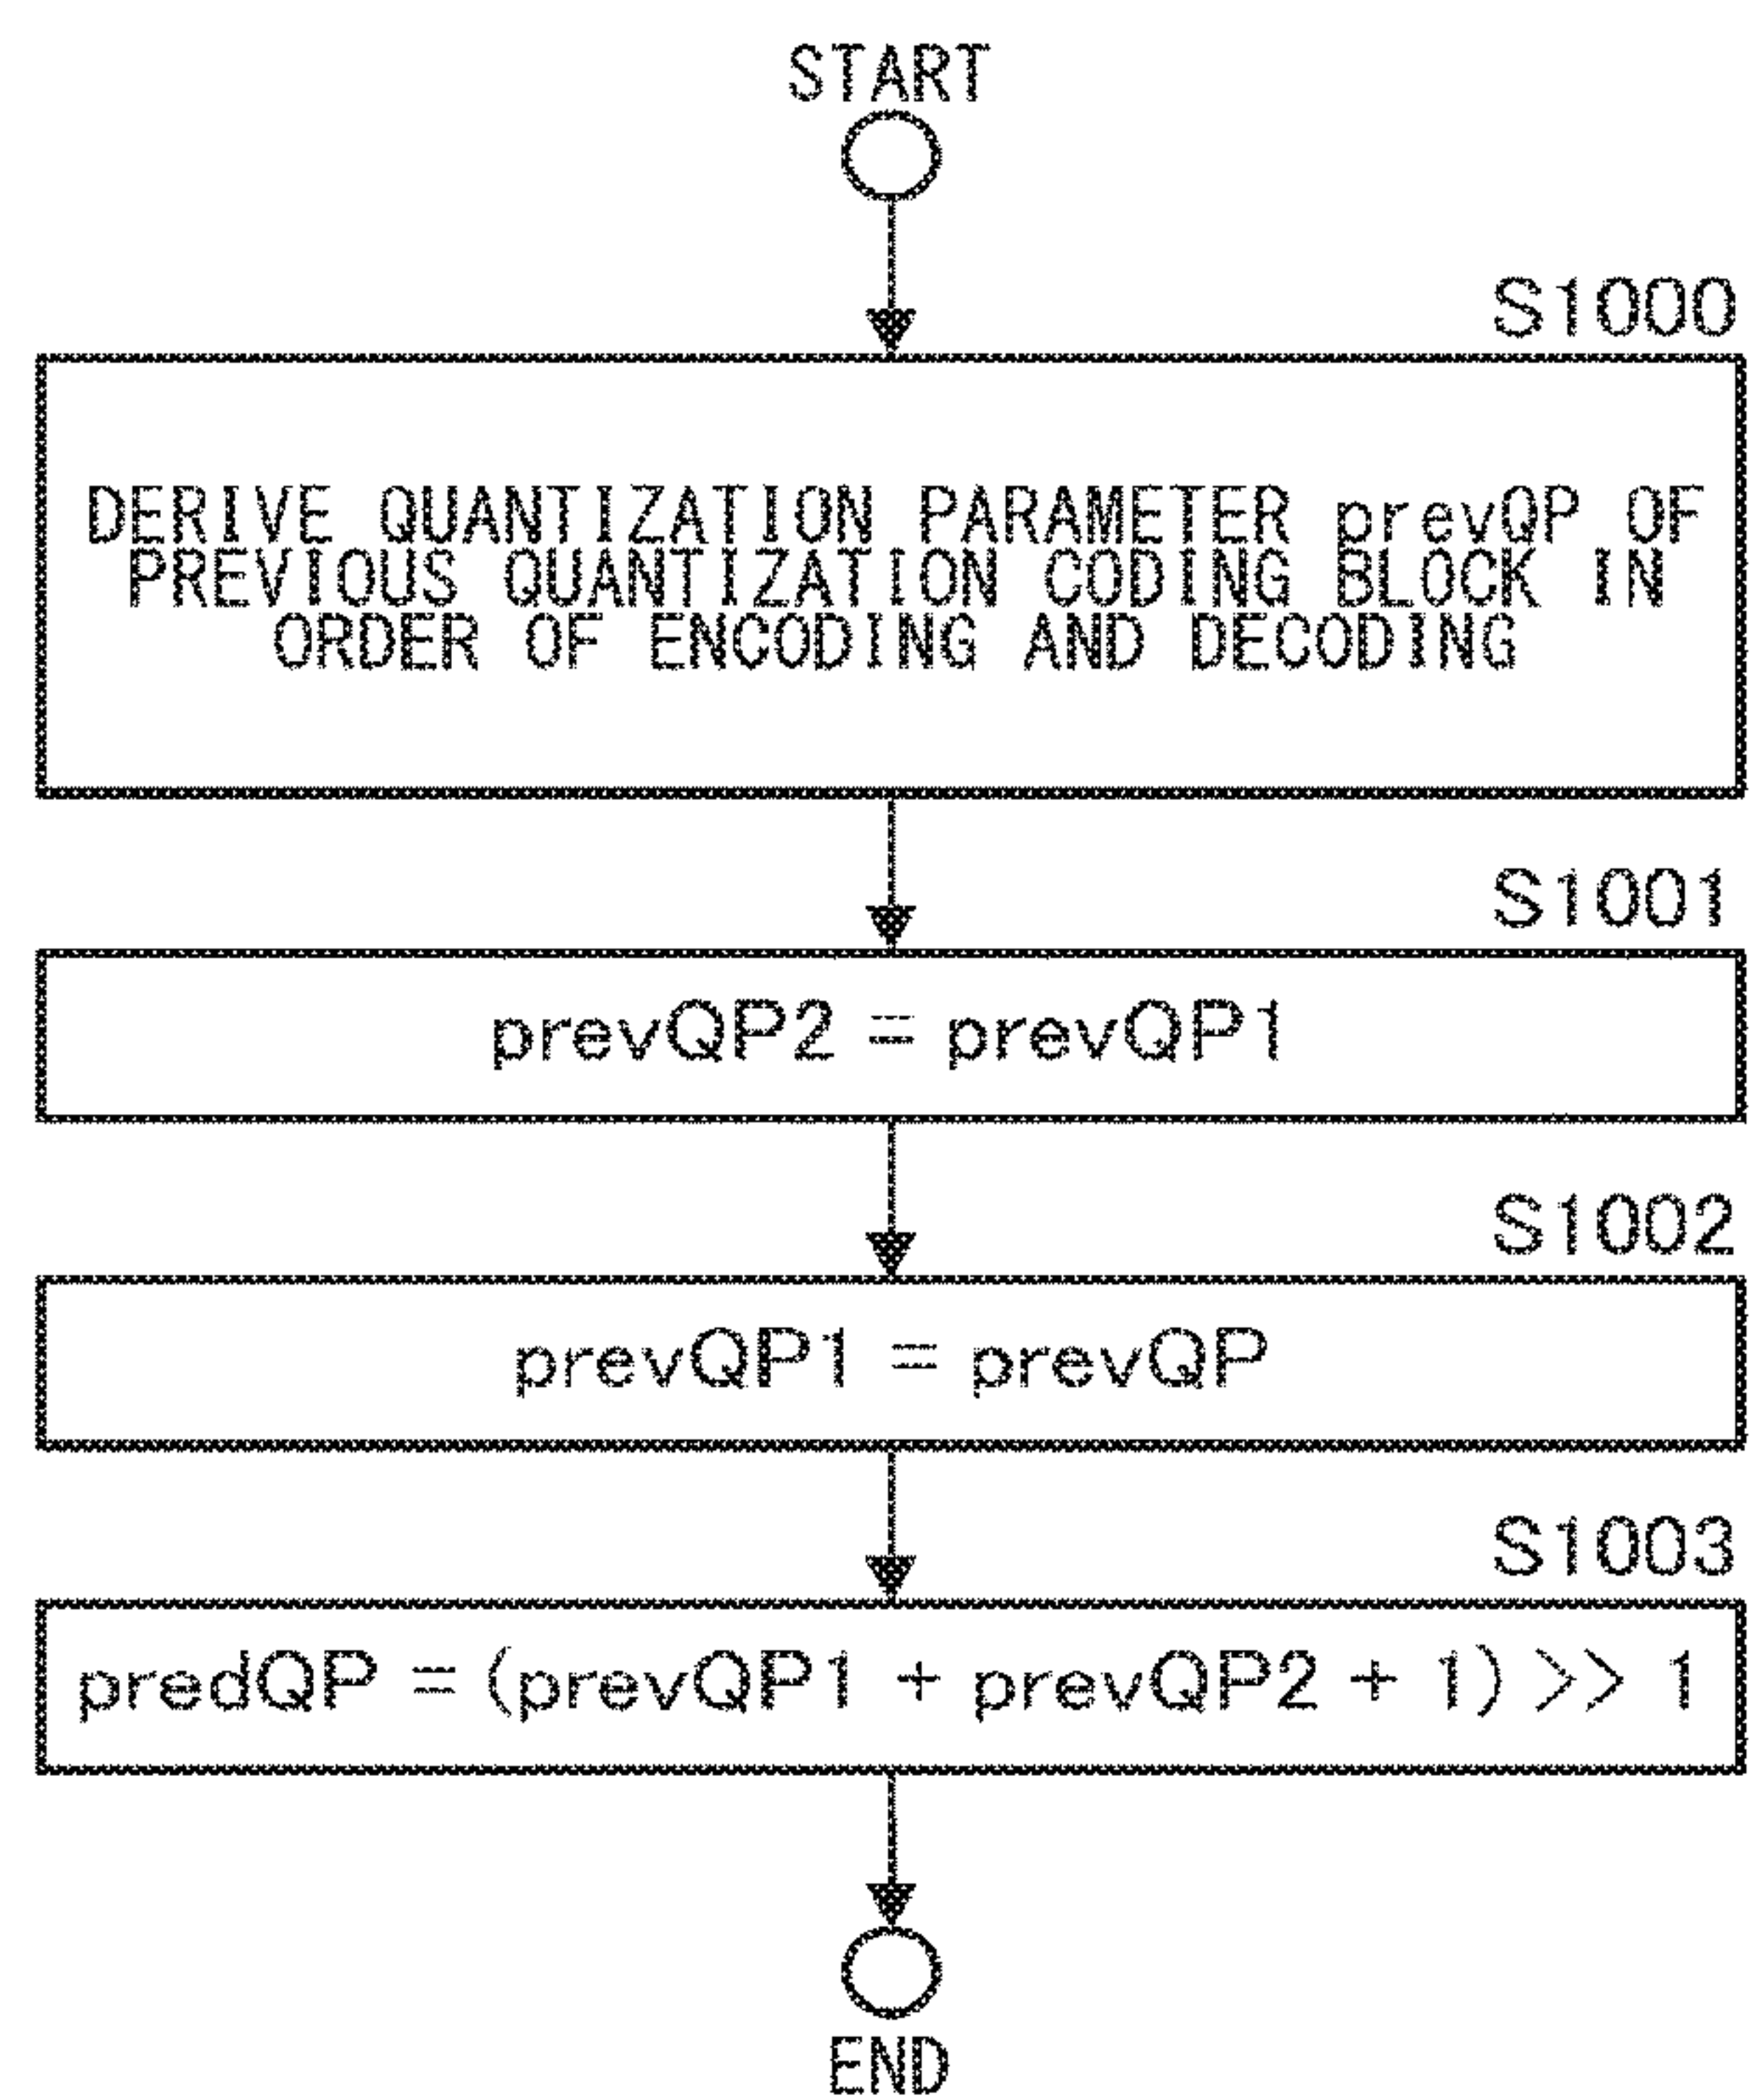 START
S1000
DERIVE QUANTIZATION PARAMETER prevQP OF
PREVIOUS QUANTIZATION CODING BLOCK IN
ORDER OF ENCODING AND DECODING
S1001
prevQP2 = prevQP1
S1002
prevQP1 = prevQP
S1003
predQP = (prevQP1 + prevQP2 + 1) >> 1
END